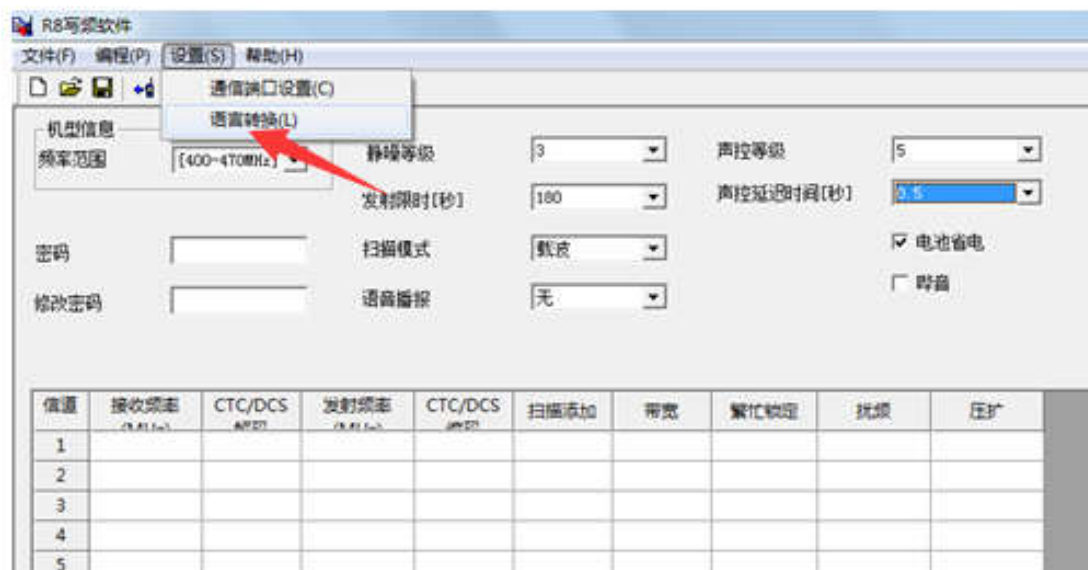 R8写频软件
文件(F) 编程(P) 设置(S) 帮助(H)
通信端口设置(C)
语言转换(L)
机型信息
频率范围 [400-470MHz]
静噪等级 3 声控等级 5
发射限时[秒] 180 声控延迟时间[秒] 0.5
密码 扫描模式 载波 电池省电
修改密码 语音播报 无 哔音
信道 接收频率 CTC/DCS 发射频率 CTC/DCS 扫描添加 带宽 繁忙锁定 扰频 压扩
(MHz) (MHz)
1
2
3
4
5